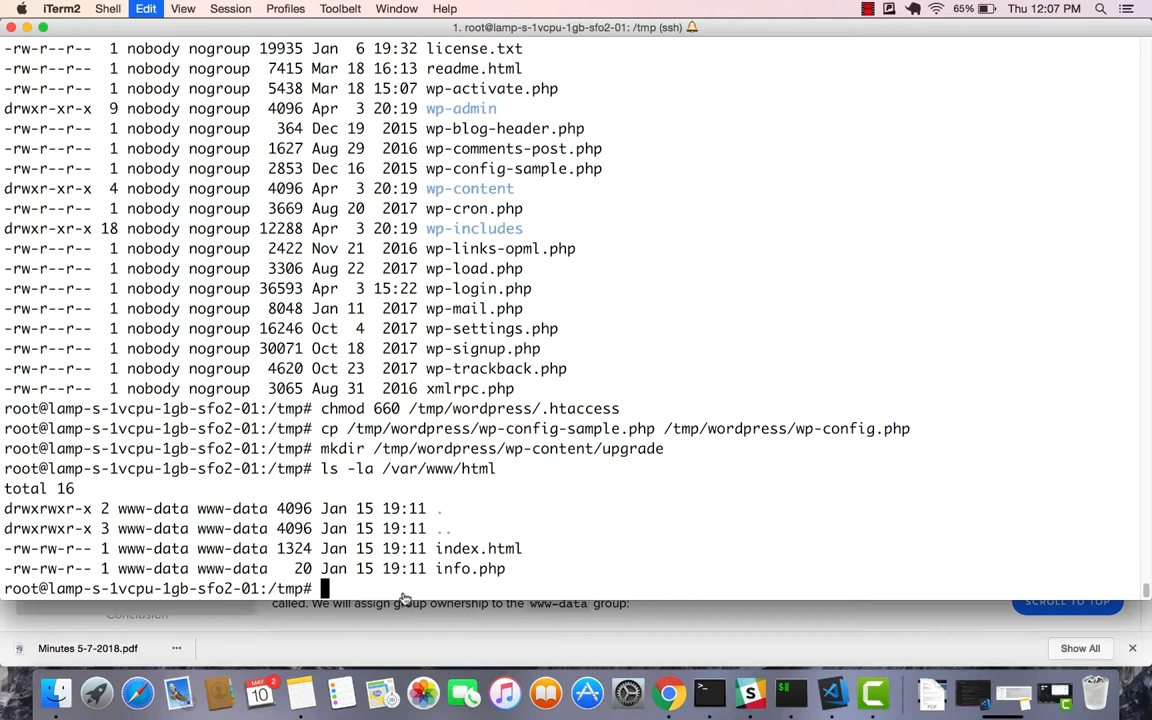 iTerm2 Shell Edit View Session Profiles Toolbelt Window Help 65% Thu 12:07 PM
1. root@lamp-s-1vcpu-1gb-sfo2-01: /tmp (ssh)
-rw-r--r-- 1 nobody nogroup 19935 Jan 6 19:32 license.txt
-rw-r--r-- 1 nobody nogroup 7415 Mar 18 16:13 readme.html
-rw-r--r-- 1 nobody nogroup 5438 Mar 18 15:07 wp-activate.php
drwxr-xr-x 9 nobody nogroup 4096 Apr 3 20:19 wp-admin
-rw-r--r-- 1 nobody nogroup 364 Dec 19 2015 wp-blog-header.php
-rw-r--r-- 1 nobody nogroup 1627 Aug 29 2016 wp-comments-post.php
-rw-r--r-- 1 nobody nogroup 2853 Dec 16 2015 wp-config-sample.php
drwxr-xr-x 4 nobody nogroup 4096 Apr 3 20:19 wp-content
-rw-r--r-- 1 nobody nogroup 3669 Aug 20 2017 wp-cron.php
drwxr-xr-x 18 nobody nogroup 12288 Apr 3 20:19 wp-includes
-rw-r--r-- 1 nobody nogroup 2422 Nov 21 2016 wp-links-opml.php
-rw-r--r-- 1 nobody nogroup 3306 Aug 22 2017 wp-load.php
-rw-r--r-- 1 nobody nogroup 36593 Apr 3 15:22 wp-login.php
-rw-r--r-- 1 nobody nogroup 8048 Jan 11 2017 wp-mail.php
-rw-r--r-- 1 nobody nogroup 16246 Oct 4 2017 wp-settings.php
-rw-r--r-- 1 nobody nogroup 30071 Oct 18 2017 wp-signup.php
-rw-r--r-- 1 nobody nogroup 4620 Oct 23 2017 wp-trackback.php
-rw-r--r-- 1 nobody nogroup 3065 Aug 31 2016 xmlrpc.php
root@lamp-s-1vcpu-1gb-sfo2-01:/tmp# chmod 660 /tmp/wordpress/.htaccess
root@lamp-s-1vcpu-1gb-sfo2-01:/tmp# cp /tmp/wordpress/wp-config-sample.php /tmp/wordpress/wp-config.php
root@lamp-s-1vcpu-1gb-sfo2-01:/tmp# mkdir /tmp/wordpress/wp-content/upgrade
root@lamp-s-1vcpu-1gb-sfo2-01:/tmp# ls -la /var/www/html
total 16
drwxrwxr-x 2 www-data www-data 4096 Jan 15 19:11 .
drwxrwxr-x 3 www-data www-data 4096 Jan 15 19:11 ..
-rw-rw-r-- 1 www-data www-data 1324 Jan 15 19:11 index.html
-rw-rw-r-- 1 www-data www-data 20 Jan 15 19:11 info.php
root@lamp-s-1vcpu-1gb-sfo2-01:/tmp#
called. We will assign group ownership to the www-data group:
SCROLL TO TOP
Conclusion
Minutes 5-7-2018.pdf
Show All
MAY
10
2